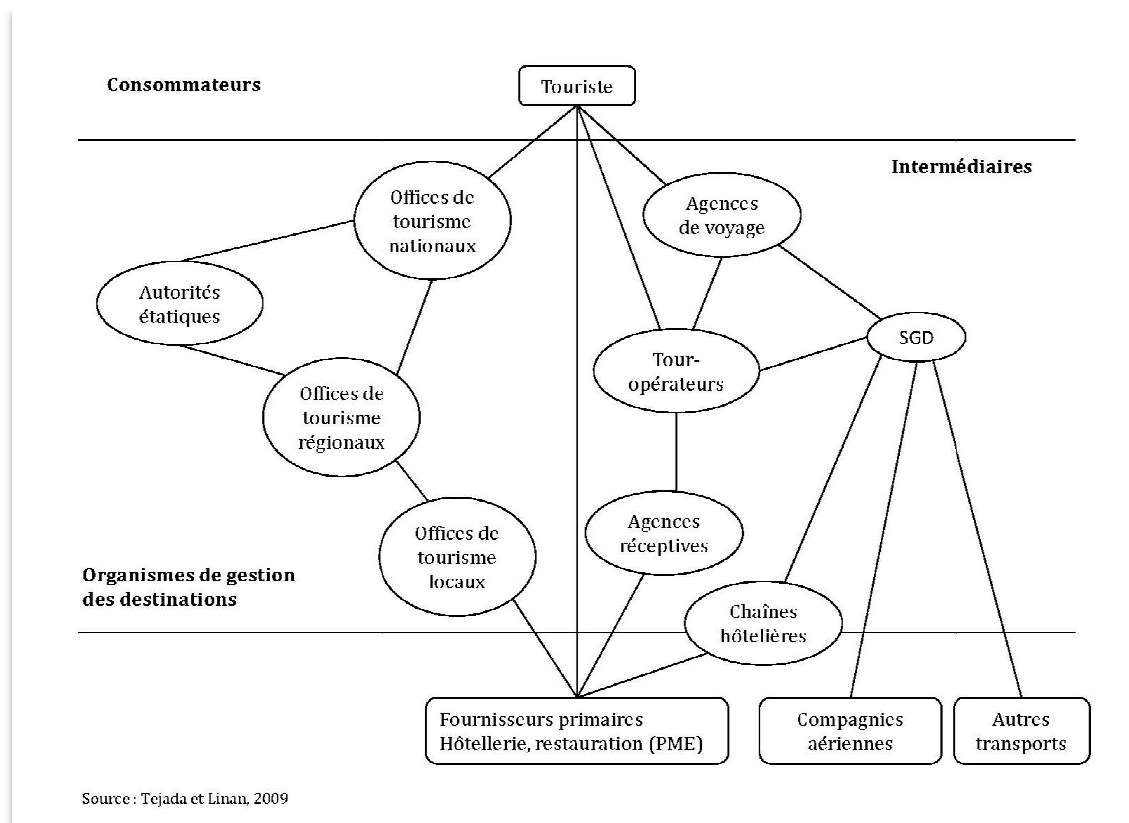 Consommateurs
Touriste
Intermédiaires
Offices de
tourisme
nationaux
Agences
de voyage
Autorités
étatiques
SGD
Tour-
opérateurs
Offices de
tourisme
régionaux
Agences
réceptives
Offices de
tourisme
locaux
Organismes de gestion
des destinations
Chaînes
hôtelières
Fournisseurs primaires
Hôtellerie, restauration (PME)
Compagnies
aériennes
Autres
transports
Source : Tejada et Linan, 2009